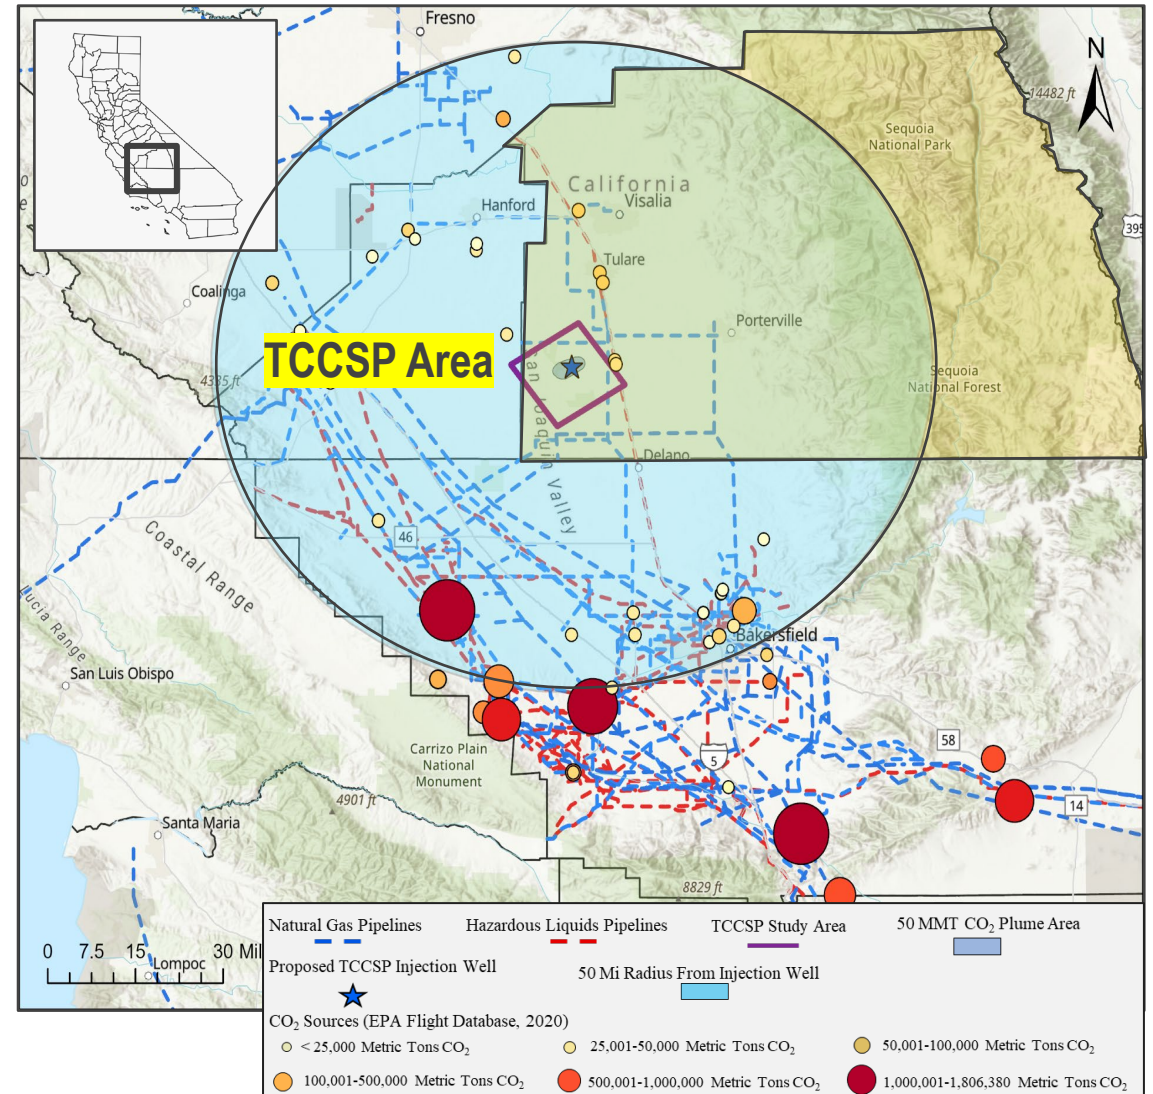 Fresno
N
14482 ft
Sequoia
National Park
California
Visalia
Hanford
395
Tulare
Coalinga
Porterville
TCCSP Area
4335 ft
San Joaquin Valley
Sequoia
National Forest
Delano
46
Coastal Range
Lucia Range
Bakersfield
San Luis Obispo
Carrizo Plain
National
Monument
58
5
4901 ft
14
Santa Maria
8829 ft
0 7.5 15 30 Mil
Lompoc
Natural Gas Pipelines
Hazardous Liquids Pipelines
TCCSP Study Area
50 MMT CO₂ Plume Area
Proposed TCCSP Injection Well
50 Mi Radius From Injection Well
CO₂ Sources (EPA Flight Database, 2020)
< 25,000 Metric Tons CO₂
25,001-50,000 Metric Tons CO₂
50,001-100,000 Metric Tons CO₂
100,001-500,000 Metric Tons CO₂
500,001-1,000,000 Metric Tons CO₂
1,000,001-1,806,380 Metric Tons CO₂